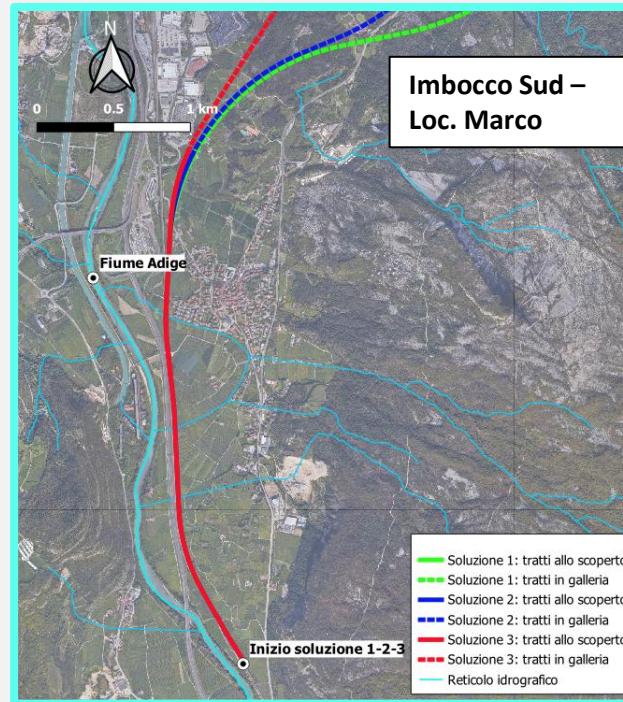 N
0 0.5 1 km
Imbocco Sud –
Loc. Marco
Fiume Adige
Inizio soluzione 1-2-3
Soluzione 1: tratti allo scoperto
Soluzione 1: tratti in galleria
Soluzione 2: tratti allo scoperto
Soluzione 2: tratti in galleria
Soluzione 3: tratti allo scoperto
Soluzione 3: tratti in galleria
Reticolo idrografico